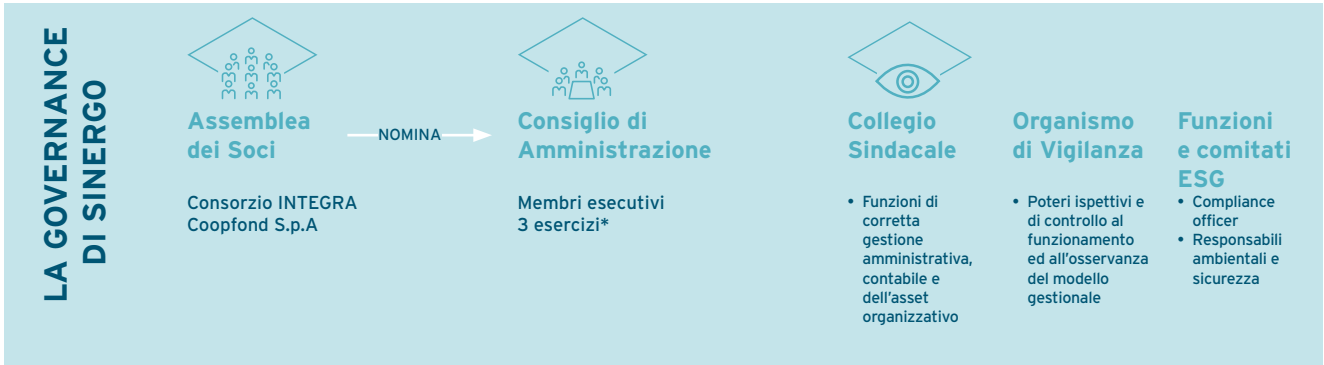 LA GOVERNANCE
DI SINERGO
Assemblea
dei Soci
Consorzio INTEGRA
Coopfond S.p.A
NOMINA
Consiglio di
Amministrazione
Membri esecutivi
3 esercizi*
Collegio
Sindacale
• Funzioni di
corretta
gestione
amministrativa,
contabile e
dell'asset
organizzativo
Organismo
di Vigilanza
• Poteri ispettivi e
di controllo al
funzionamento
ed all'osservanza
del modello
gestionale
Funzioni
e comitati
ESG
• Compliance
officer
• Responsabili
ambientali e
sicurezza